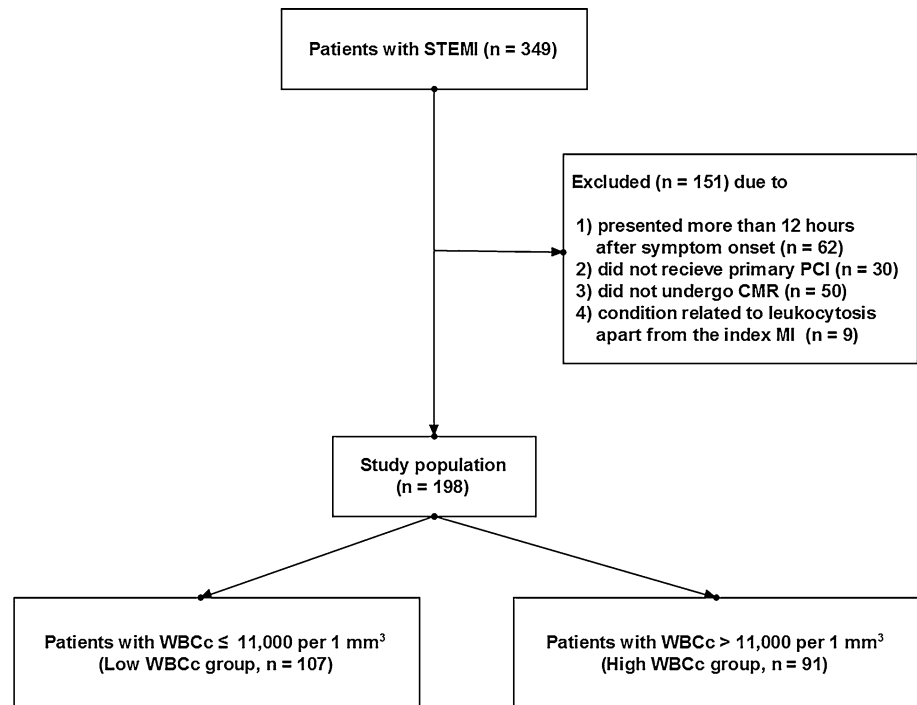 Patients with STEMI (n = 349)
Excluded (n = 151) due to
1) presented more than 12 hours
after symptom onset (n = 62)
2) did not recieve primary PCI (n = 30)
3) did not undergo CMR (n = 50)
4) condition related to leukocytosis
apart from the index MI (n = 9)
Study population
(n = 198)
Patients with WBCc ≤ 11,000 per 1 mm³
(Low WBCc group, n = 107)
Patients with WBCc > 11,000 per 1 mm³
(High WBCc group, n = 91)